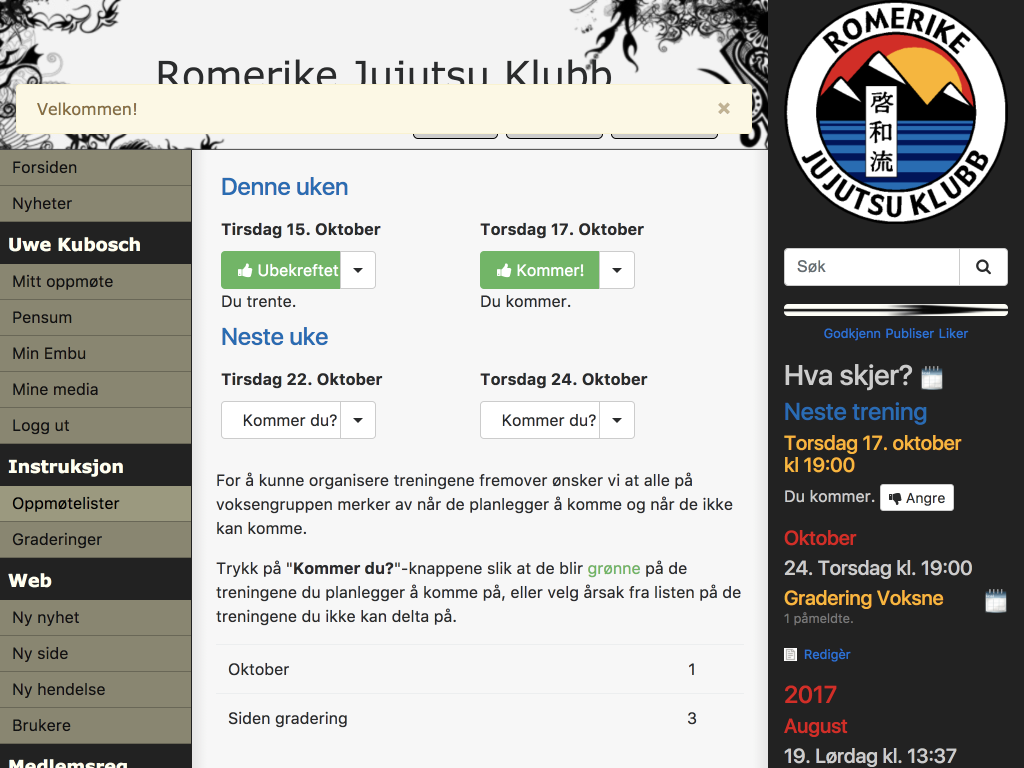 Romerike Jujutsu Klubb
Velkommen!
×
Forsiden
Nyheter
Uwe Kubosch
Mitt oppmøte
Pensum
Min Embu
Mine media
Logg ut
Instruksjon
Oppmøtelister
Graderinger
Web
Ny nyhet
Ny side
Ny hendelse
Brukere
Medlemsreg
Denne uken
Tirsdag 15. Oktober
Ubekreftet
Du trente.
Torsdag 17. Oktober
Kommer!
Du kommer.
Neste uke
Tirsdag 22. Oktober
Kommer du?
Torsdag 24. Oktober
Kommer du?
For å kunne organisere treningene fremover ønsker vi at alle på
voksengruppen merker av når de planlegger å komme og når de ikke
kan komme.
Trykk på "Kommer du?"-knappene slik at de blir grønne på de
treningene du planlegger å komme på, eller velg årsak fra listen på de
treningene du ikke kan delta på.
Oktober 1
Siden gradering 3
ROMERIKE
啓和流
JUJUTSU KLUBB
Søk
Godkjenn Publiser Liker
Hva skjer?
Neste trening
Torsdag 17. oktober
kl 19:00
Du kommer. Angre
Oktober
24. Torsdag kl. 19:00
Gradering Voksne
1 påmeldte.
Redigèr
2017
August
19. Lørdag kl. 13:37